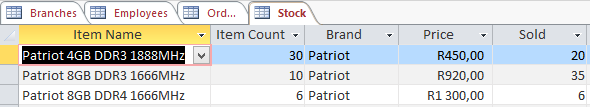 Branches Employees Ord... Stock
Item Name Item Count Brand Price Sold
Patriot 4GB DDR3 1888MHz 30 Patriot R450,00 20
Patriot 8GB DDR3 1666MHz 10 Patriot R920,00 35
Patriot 8GB DDR4 1666MHz 6 Patriot R1 300,00 6